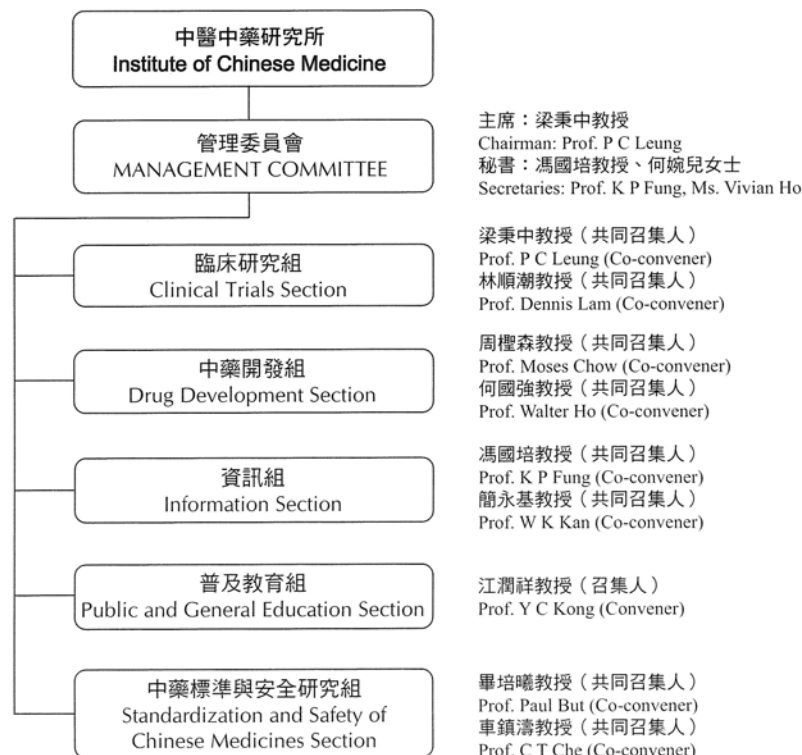 中醫中藥研究所
Institute of Chinese Medicine
管理委員會
MANAGEMENT COMMITTEE
主席：梁秉中教授
Chairman: Prof. P C Leung
秘書：馮國培教授、何婉兒女士
Secretaries: Prof. K P Fung, Ms. Vivian Ho
臨床研究組
Clinical Trials Section
梁秉中教授（共同召集人）
Prof. P C Leung (Co-convener)
林順潮教授（共同召集人）
Prof. Dennis Lam (Co-convener)
中藥開發組
Drug Development Section
周檉森教授（共同召集人）
Prof. Moses Chow (Co-convener)
何國強教授（共同召集人）
Prof. Walter Ho (Co-convener)
資訊組
Information Section
馮國培教授（共同召集人）
Prof. K P Fung (Co-convener)
簡永基教授（共同召集人）
Prof. W K Kan (Co-convener)
普及教育組
Public and General Education Section
江潤祥教授（召集人）
Prof. Y C Kong (Convener)
中藥標準與安全研究組
Standardization and Safety of
Chinese Medicines Section
畢培曦教授（共同召集人）
Prof. Paul But (Co-convener)
車鎮濤教授（共同召集人）
Prof. C T Che (Co-convener)